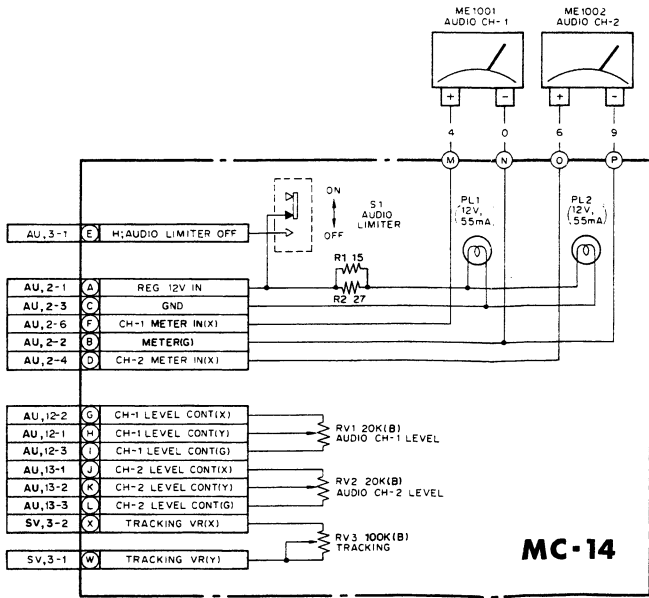 ME1001
AUDIO CH-1
ME1002
AUDIO CH-2
+ - + -
4 0 6 9
M N O P
ON
OFF
S1
AUDIO
LIMITER
PL1
(12V,
55mA)
PL2
(12V,
55mA)
R1 15
R2 27
AU,3-1 E H;AUDIO LIMITER OFF
AU,2-1 A REG 12V IN
AU,2-3 C GND
AU,2-6 F CH-1 METER IN(X)
AU,2-2 B METER(G)
AU,2-4 D CH-2 METER IN(X)
AU,12-2 G CH-1 LEVEL CONT(X)
AU,12-1 H CH-1 LEVEL CONT(Y)
AU,12-3 I CH-1 LEVEL CONT(G)
AU,13-1 J CH-2 LEVEL CONT(X)
AU,13-2 K CH-2 LEVEL CONT(Y)
AU,13-3 L CH-2 LEVEL CONT(G)
SV,3-2 X TRACKING VR(X)
SV,3-1 W TRACKING VR(Y)
RV1 20K(B)
AUDIO CH-1 LEVEL
RV2 20K(B)
AUDIO CH-2 LEVEL
RV3 100K(B)
TRACKING
MC-14